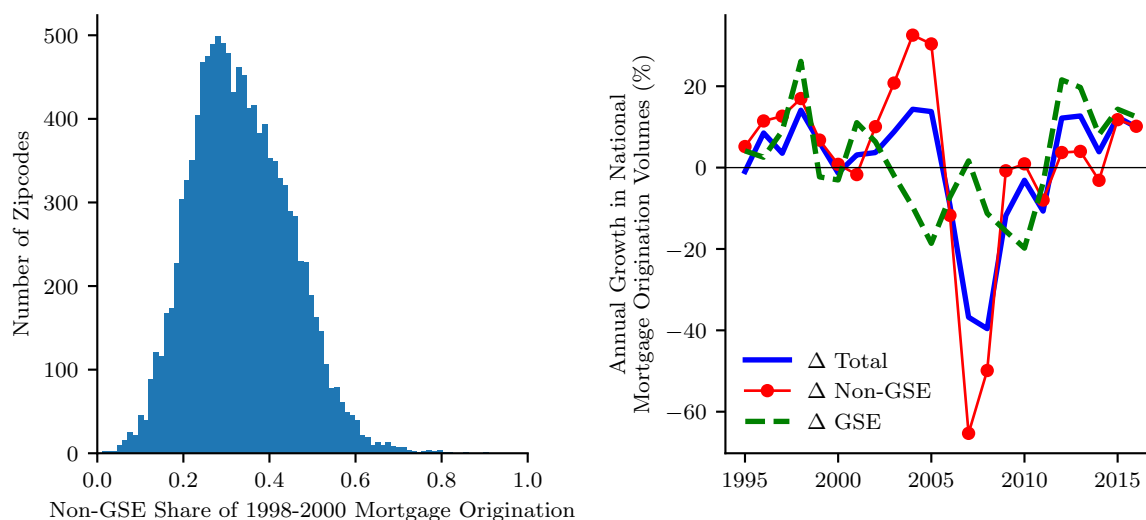 500
400
300
200
100
0
Number of Zipcodes
0.0 0.2 0.4 0.6 0.8 1.0
Non-GSE Share of 1998-2000 Mortgage Origination
Annual Growth in National
Mortgage Origination Volumes (%)
20
0
−20
−40
−60
Δ Total
Δ Non-GSE
Δ GSE
1995 2000 2005 2010 2015